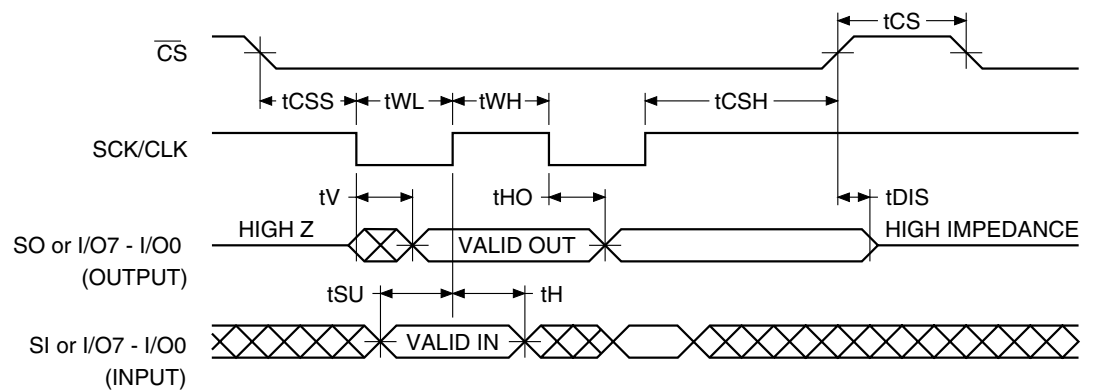 tCS
C̅S̅
tCSS
tWL
tWH
tCSH
SCK/CLK
tV
tHO
tDIS
HIGH Z
VALID OUT
HIGH IMPEDANCE
SO or I/O7 - I/O0
(OUTPUT)
tSU
tH
VALID IN
SI or I/O7 - I/O0
(INPUT)